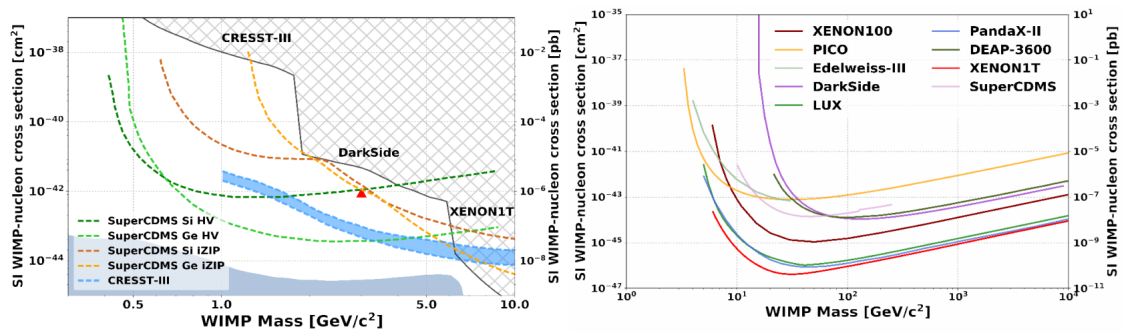 SI WIMP-nucleon cross section [cm²]
10⁻³⁸
10⁻⁴⁰
10⁻⁴²
10⁻⁴⁴
CRESST-III
DarkSide
XENON1T
SuperCDMS Si HV
SuperCDMS Ge HV
SuperCDMS Si iZIP
SuperCDMS Ge iZIP
CRESST-III
0.5 1.0 5.0 10.0
WIMP Mass [GeV/c²]
10⁻²
10⁻⁴
10⁻⁶
10⁻⁸
SI WIMP-nucleon cross section [pb]
SI WIMP-nucleon cross section [cm²]
10⁻³⁵
10⁻³⁷
10⁻³⁹
10⁻⁴¹
10⁻⁴³
10⁻⁴⁵
10⁻⁴⁷
XENON100
PICO
Edelweiss-III
DarkSide
LUX
PandaX-II
DEAP-3600
XENON1T
SuperCDMS
10⁰ 10¹ 10² 10³ 10⁴
WIMP Mass [GeV/c²]
10¹
10⁻¹
10⁻³
10⁻⁵
10⁻⁷
10⁻⁹
10⁻¹¹
SI WIMP-nucleon cross section [pb]